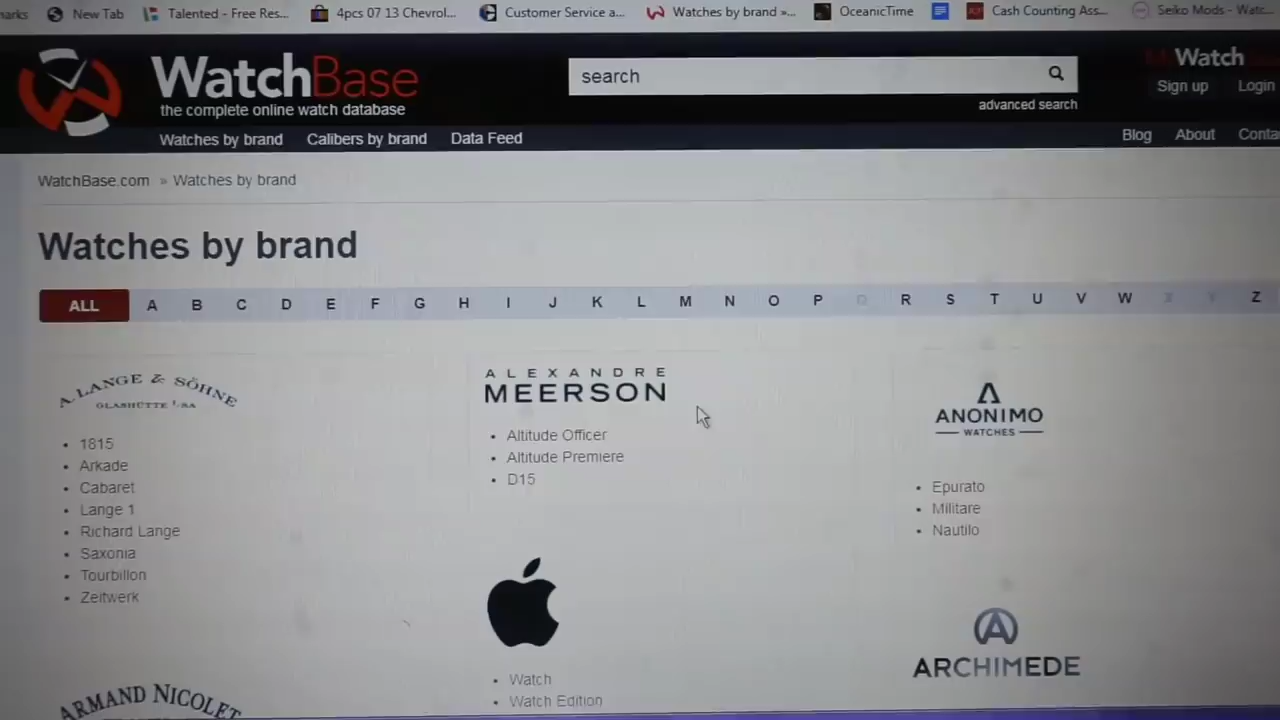 New Tab
Talented - Free Res...
4pcs 07 13 Chevrol...
Customer Service a...
Watches by brand »...
OceanicTime
Cash Counting Ass...
Seiko Mods - Watc...
WatchBase
the complete online watch database
search
advanced search
Watch
Sign up
Login
Watches by brand
Calibers by brand
Data Feed
Blog
About
Conta
WatchBase.com » Watches by brand
Watches by brand
ALL A B C D E F G H I J K L M N O P Q R S T U V W X Y Z
A. LANGE & SÖHNE
GLASHÜTTE I/SA
• 1815
• Arkade
• Cabaret
• Lange 1
• Richard Lange
• Saxonia
• Tourbillon
• Zeitwerk
ALEXANDRE
MEERSON
• Altitude Officer
• Altitude Premiere
• D15
ANONIMO
WATCHES
• Epurato
• Militare
• Nautilo
• Watch
• Watch Edition
ARCHIMEDE
ARMAND NICOLET